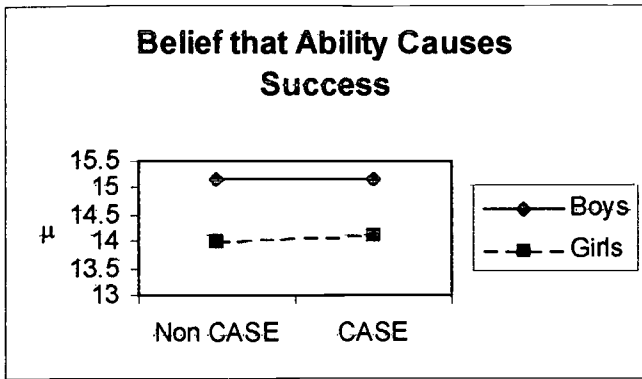 Belief that Ability Causes
Success
15.5
15
14.5
14
13.5
13
μ
Non CASE
CASE
Boys
Girls